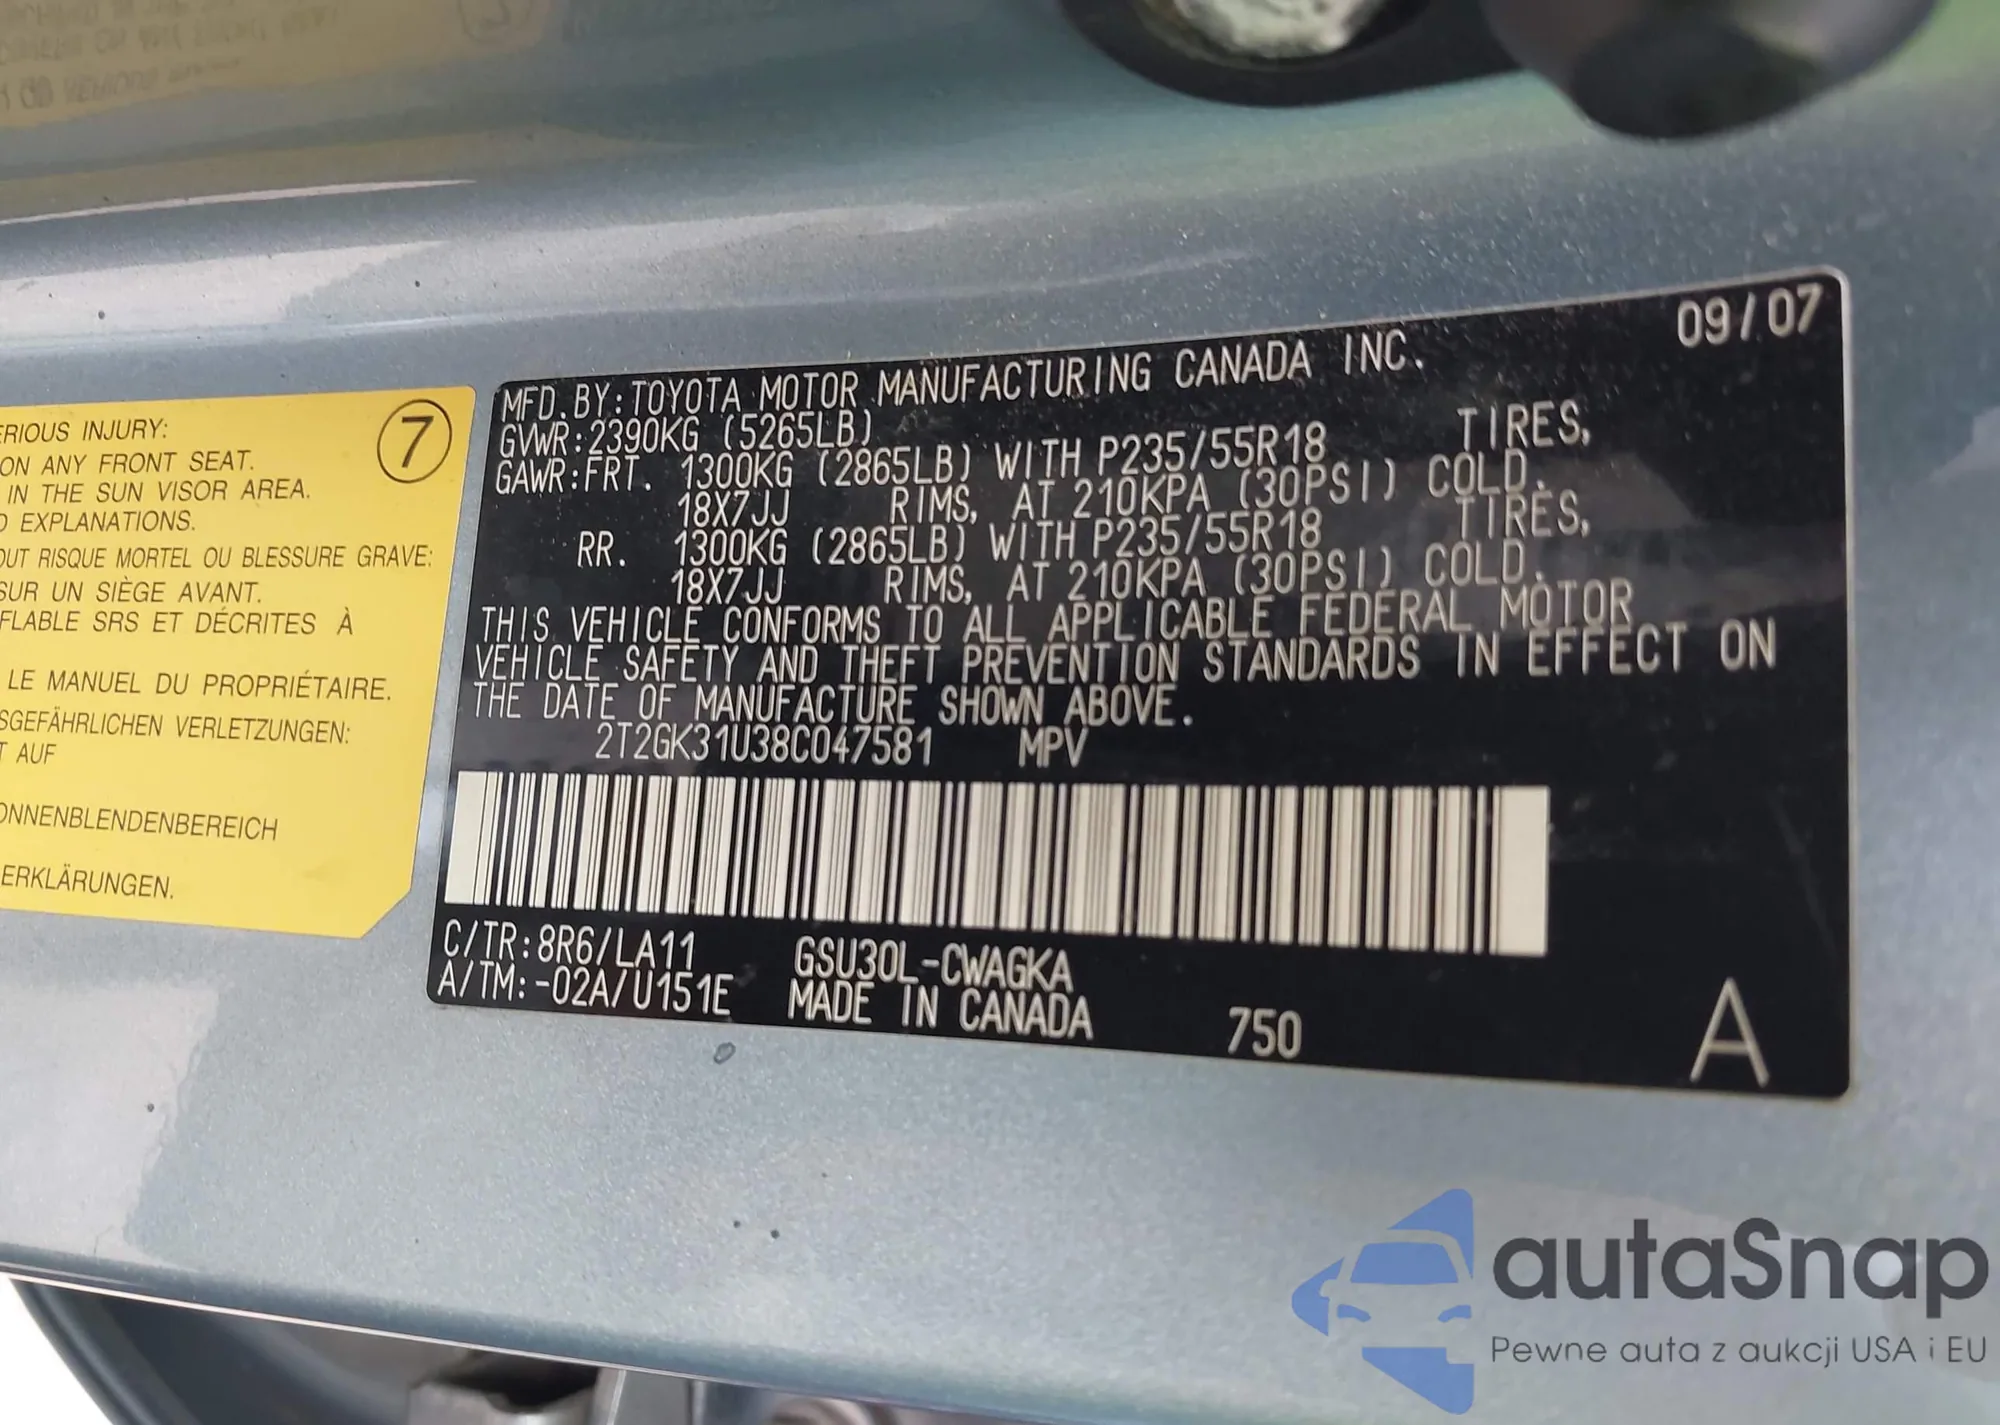 ERIOUS INJURY:
7
ON ANY FRONT SEAT.
IN THE SUN VISOR AREA.
D EXPLANATIONS.
OUT RISQUE MORTEL OU BLESSURE GRAVE:
SUR UN SIÈGE AVANT.
FLABLE SRS ET DÉCRITES À
LE MANUEL DU PROPRIÉTAIRE.
SGEFÄHRLICHEN VERLETZUNGEN:
T AUF
ONNENBLENDENBEREICH
ERKLÄRUNGEN.
09/07
MFD.BY:TOYOTA MOTOR MANUFACTURING CANADA INC.
GVWR:2390KG (5265LB)
GAWR:FRT. 1300KG (2865LB) WITH P235/55R18 TIRES,
18X7JJ RIMS, AT 210KPA (30PSI) COLD.
RR. 1300KG (2865LB) WITH P235/55R18 TIRES,
18X7JJ RIMS, AT 210KPA (30PSI) COLD.
THIS VEHICLE CONFORMS TO ALL APPLICABLE FEDERAL MOTOR
VEHICLE SAFETY AND THEFT PREVENTION STANDARDS IN EFFECT ON
THE DATE OF MANUFACTURE SHOWN ABOVE.
2T2GK31U38C047581 MPV
C/TR:8R6/LA11 GSU30L-CWAGKA
A/TM:-02A/U151E MADE IN CANADA
750
A
autaSnap
Pewne auta z aukcji USA i EU